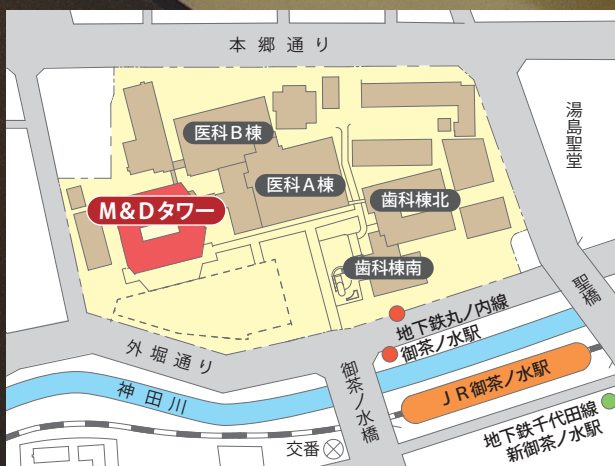 本郷通り
医科B棟
医科A棟
湯島聖堂
M&Dタワー
歯科棟北
歯科棟南
聖橋
地下鉄丸ノ内線
御茶ノ水駅
外堀通り
神田川
御茶ノ水橋
JR御茶ノ水駅
交番
地下鉄千代田線
新御茶ノ水駅